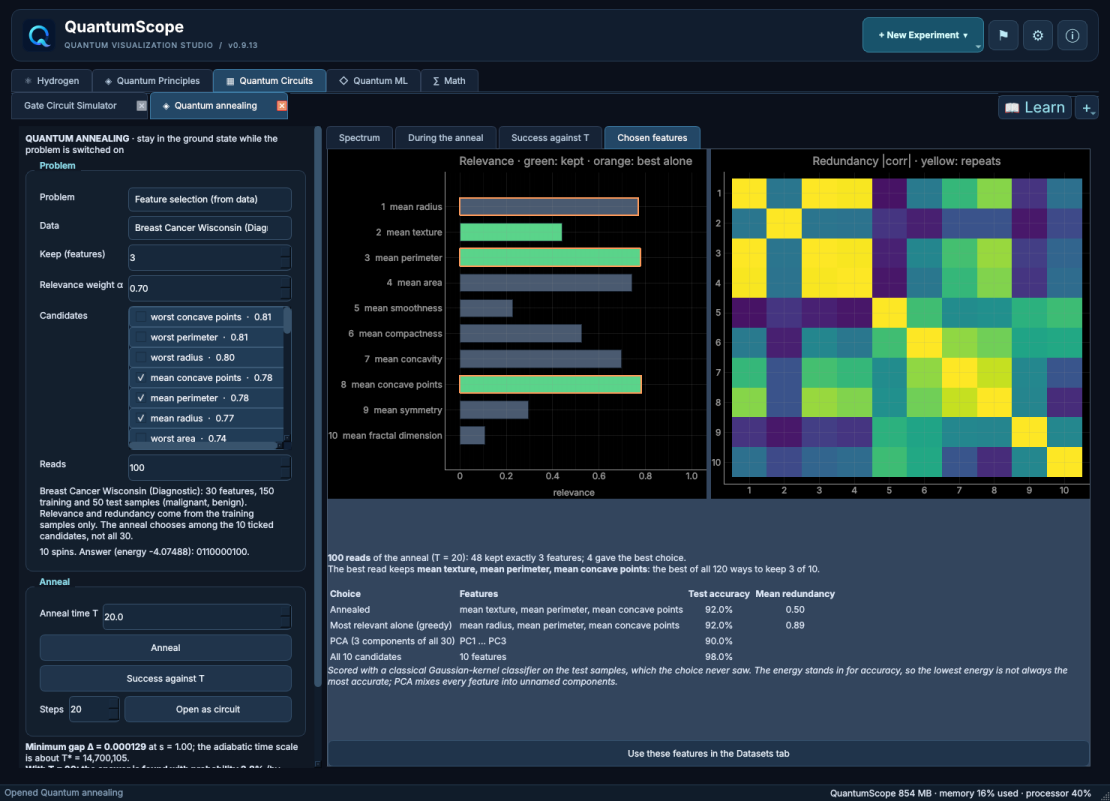 QuantumScope
QUANTUM VISUALIZATION STUDIO / v0.9.13
+ New Experiment
Hydrogen
Quantum Principles
Quantum Circuits
Quantum ML
∑ Math
Gate Circuit Simulator
Quantum annealing
Learn
+
QUANTUM ANNEALING · stay in the ground state while the
problem is switched on
Problem
Problem
Feature selection (from data)
Data
Breast Cancer Wisconsin (Diag
Keep (features)
3
Relevance weight α
0.70
Candidates
worst concave points · 0.81
worst perimeter · 0.81
worst radius · 0.80
✓ mean concave points · 0.78
✓ mean perimeter · 0.78
✓ mean radius · 0.77
worst area · 0.74
Reads
100
Breast Cancer Wisconsin (Diagnostic): 30 features, 150
training and 50 test samples (malignant, benign).
Relevance and redundancy come from the training
samples only. The anneal chooses among the 10 ticked
candidates, not all 30.
10 spins. Answer (energy -4.07488): 0110000100.
Anneal
Anneal time T
20.0
Anneal
Success against T
Steps
20
Open as circuit
Minimum gap Δ = 0.000129 at s = 1.00; the adiabatic time scale
is about T* = 14,700,105.
Spectrum
During the anneal
Success against T
Chosen features
Relevance · green: kept · orange: best alone
1 mean radius
2 mean texture
3 mean perimeter
4 mean area
5 mean smoothness
6 mean compactness
7 mean concavity
8 mean concave points
9 mean symmetry
10 mean fractal dimension
0 0.2 0.4 0.6 0.8 1.0
relevance
Redundancy |corr| · yellow: repeats
1
2
3
4
5
6
7
8
9
10
1 2 3 4 5 6 7 8 9 10
100 reads of the anneal (T = 20): 48 kept exactly 3 features; 4 gave the best choice.
The best read keeps mean texture, mean perimeter, mean concave points: the best of all 120 ways to keep 3 of 10.
Choice Features Test accuracy Mean redundancy
Annealed mean texture, mean perimeter, mean concave points 92.0% 0.50
Most relevant alone (greedy) mean radius, mean perimeter, mean concave points 92.0% 0.89
PCA (3 components of all 30) PC1 ... PC3 90.0%
All 10 candidates 10 features 98.0%
Scored with a classical Gaussian-kernel classifier on the test samples, which the choice never saw. The energy stands in for accuracy, so the lowest energy is not always the
most accurate; PCA mixes every feature into unnamed components.
Use these features in the Datasets tab
Opened Quantum annealing
QuantumScope 854 MB · memory 16% used · processor 40%